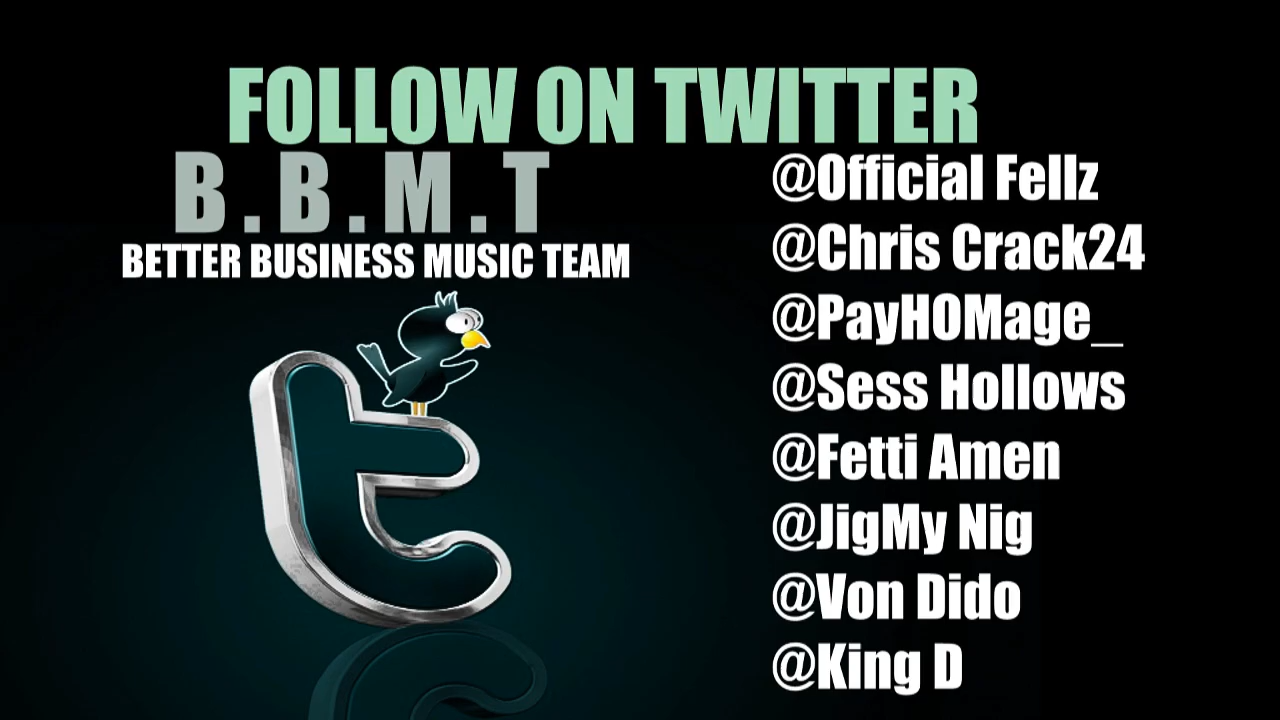 FOLLOW ON TWITTER
B.B.M.T
BETTER BUSINESS MUSIC TEAM
t
@Official Fellz
@Chris Crack24
@PayHOMage_
@Sess Hollows
@Fetti Amen
@JigMy Nig
@Von Dido
@King D